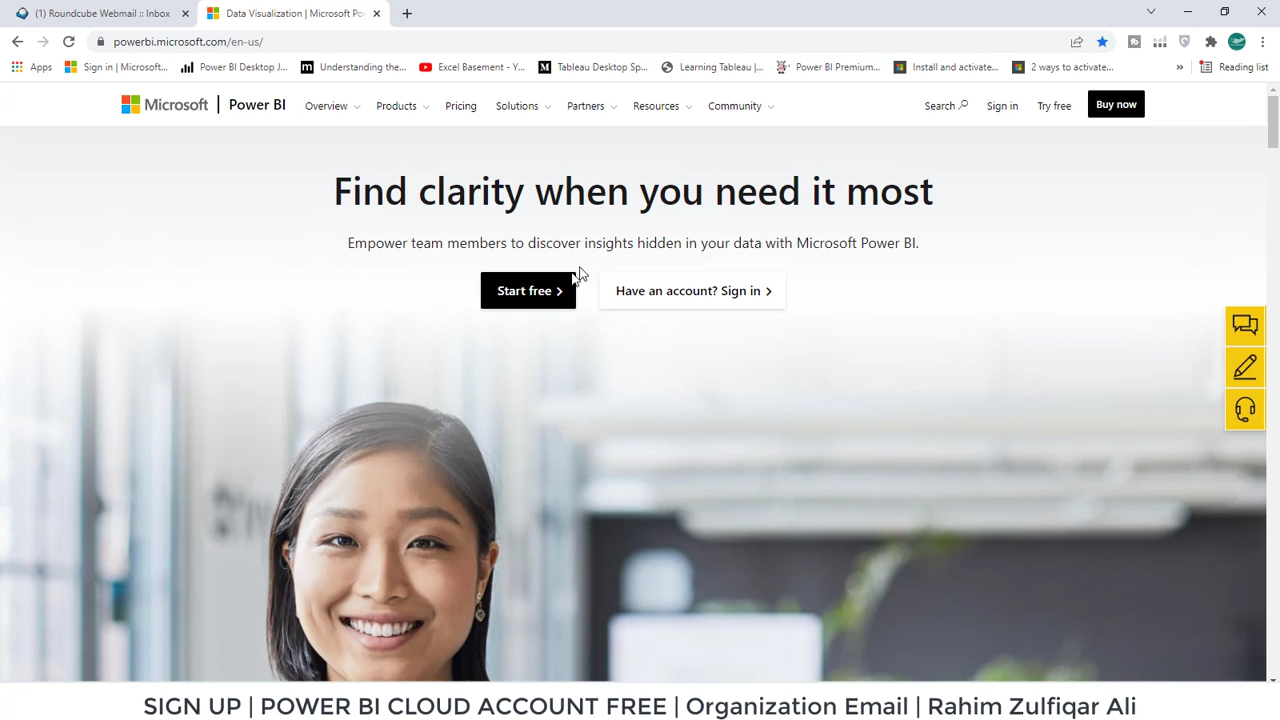 (1) Roundcube Webmail :: Inbox
Data Visualization | Microsoft Po
powerbi.microsoft.com/en-us/
Apps
Sign in | Microsoft...
Power BI Desktop J...
Understanding the...
Excel Basement - Y...
Tableau Desktop Sp...
Learning Tableau |...
Power BI Premium...
Install and activate...
2 ways to activate...
»
Reading list
Microsoft | Power BI
Overview
Products
Pricing
Solutions
Partners
Resources
Community
Search
Sign in
Try free
Buy now
Find clarity when you need it most
Empower team members to discover insights hidden in your data with Microsoft Power BI.
Start free
Have an account? Sign in
SIGN UP | POWER BI CLOUD ACCOUNT FREE | Organization Email | Rahim Zulfiqar Ali